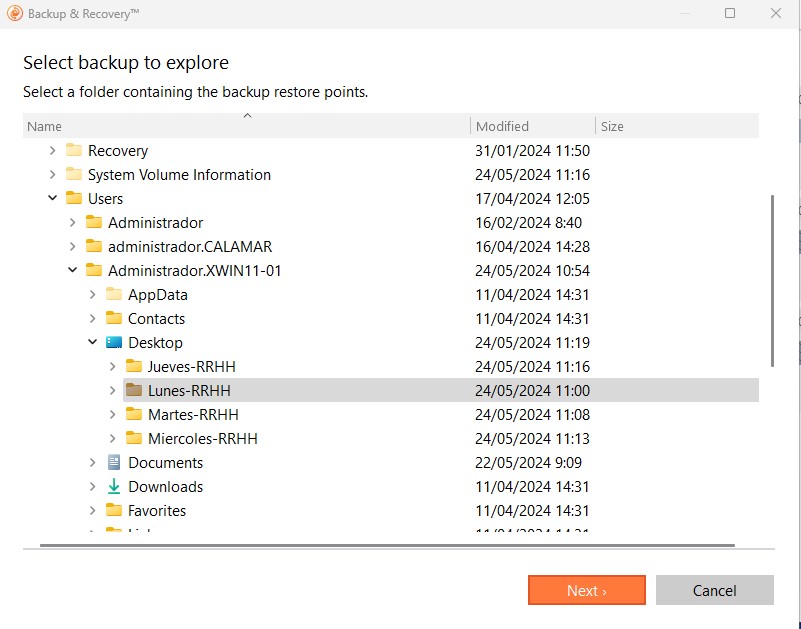 Backup & Recovery™
Select backup to explore
Select a folder containing the backup restore points.
Name Modified Size
Recovery 31/01/2024 11:50
System Volume Information 24/05/2024 11:16
Users 17/04/2024 12:05
Administrador 16/02/2024 8:40
administrador.CALAMAR 16/04/2024 14:28
Administrador.XWIN11-01 24/05/2024 10:54
AppData 11/04/2024 14:31
Contacts 11/04/2024 14:31
Desktop 24/05/2024 11:19
Jueves-RRHH 24/05/2024 11:16
Lunes-RRHH 24/05/2024 11:00
Martes-RRHH 24/05/2024 11:08
Miercoles-RRHH 24/05/2024 11:13
Documents 22/05/2024 9:09
Downloads 11/04/2024 14:31
Favorites 11/04/2024 14:31
Next ›
Cancel